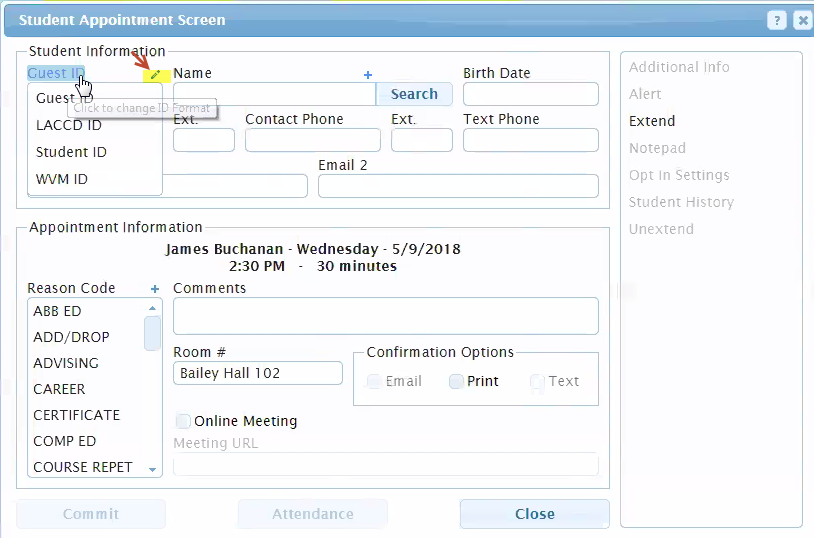 Student Appointment Screen
?
Student Information
Guest ID
Name
+
Birth Date
Search
Guest ID
Click to change ID Format
LACCD ID
Student ID
WVM ID
Ext.
Contact Phone
Ext.
Text Phone
Email 2
Additional Info
Alert
Extend
Notepad
Opt In Settings
Student History
Unextend
Appointment Information
James Buchanan - Wednesday - 5/9/2018
2:30 PM - 30 minutes
Reason Code
+
ABB ED
ADD/DROP
ADVISING
CAREER
CERTIFICATE
COMP ED
COURSE REPET
Comments
Room #
Bailey Hall 102
Confirmation Options
Email
Print
Text
Online Meeting
Meeting URL
Commit
Attendance
Close